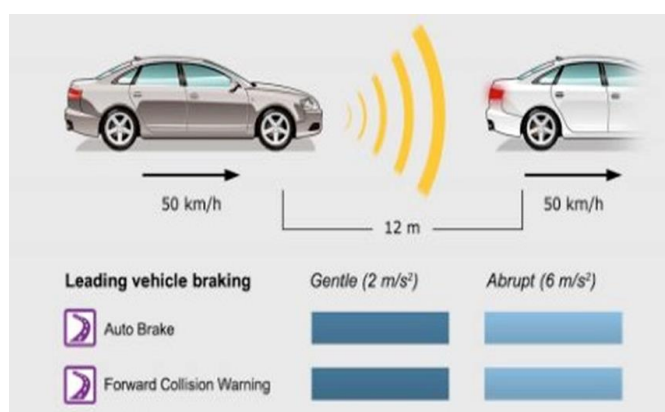 50 km/h
50 km/h
12 m
Leading vehicle braking Gentle (2 m/s²) Abrupt (6 m/s²)
Auto Brake
Forward Collision Warning